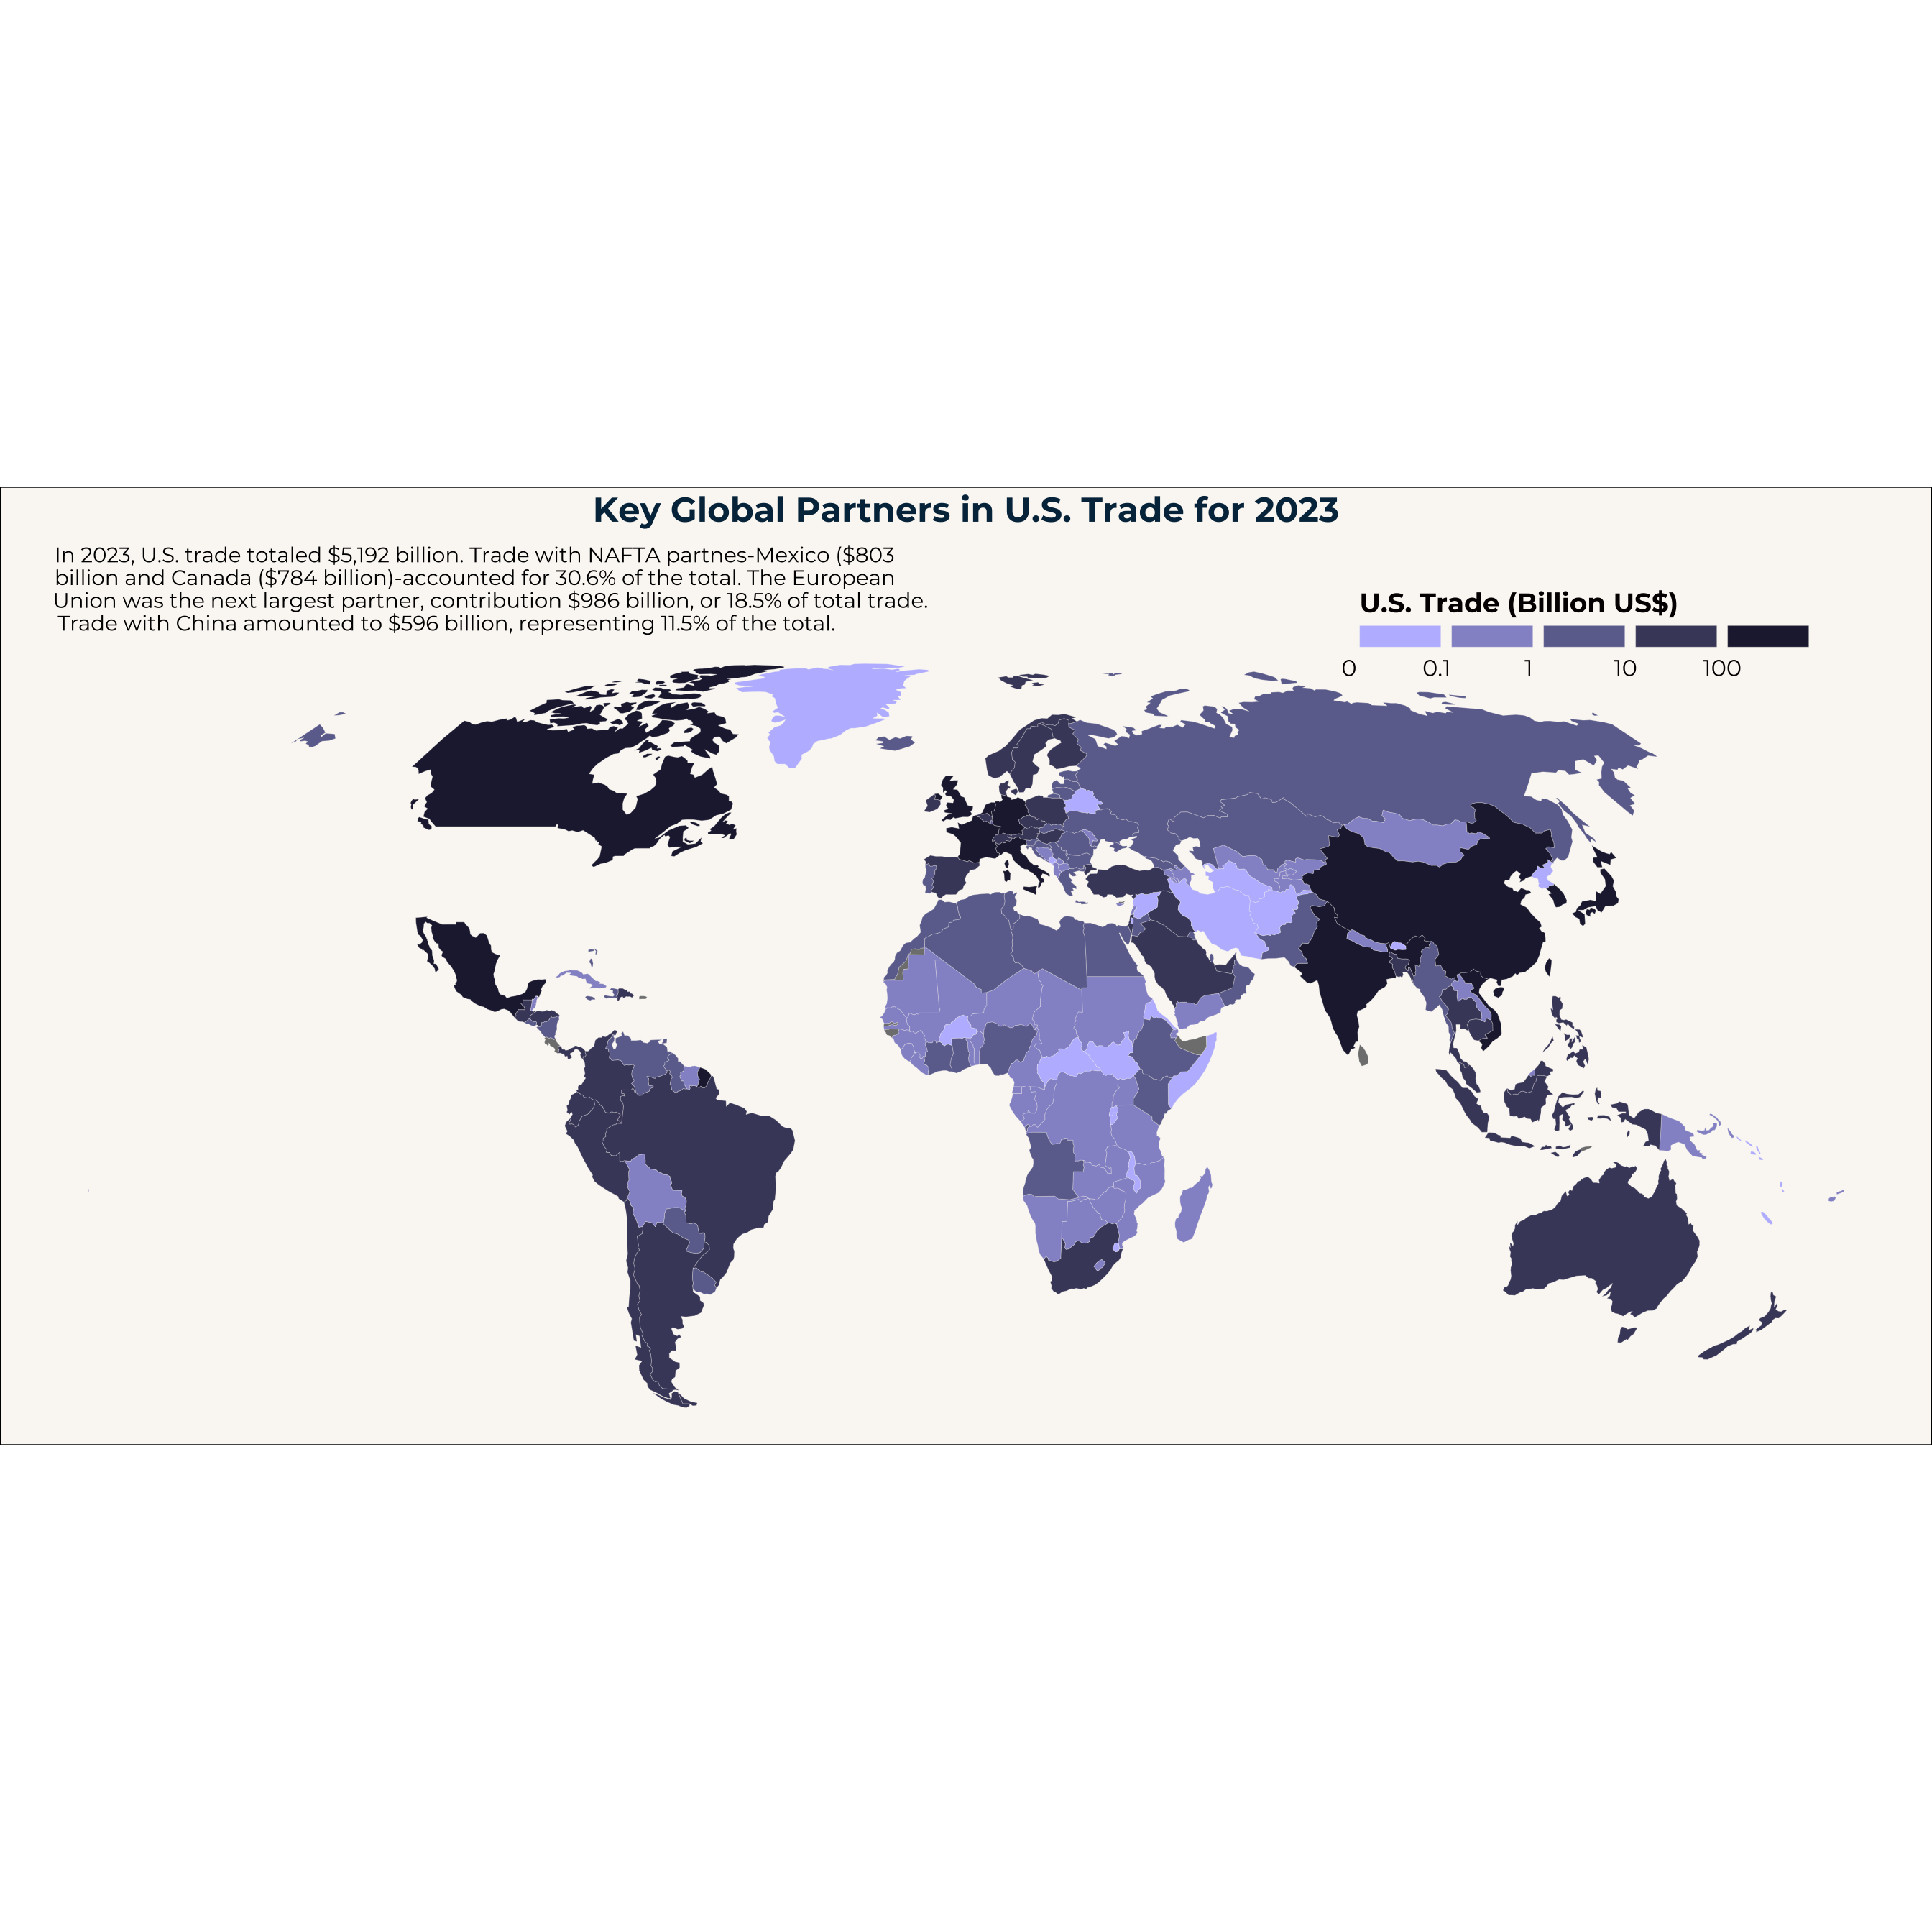 Key Global Partners in U.S. Trade for 2023
In 2023, U.S. trade totaled $5,192 billion. Trade with NAFTA partnes-Mexico ($803
billion and Canada ($784 billion)-accounted for 30.6% of the total. The European
Union was the next largest partner, contribution $986 billion, or 18.5% of total trade.
Trade with China amounted to $596 billion, representing 11.5% of the total.
U.S. Trade (Billion US$)
0 0.1 1 10 100